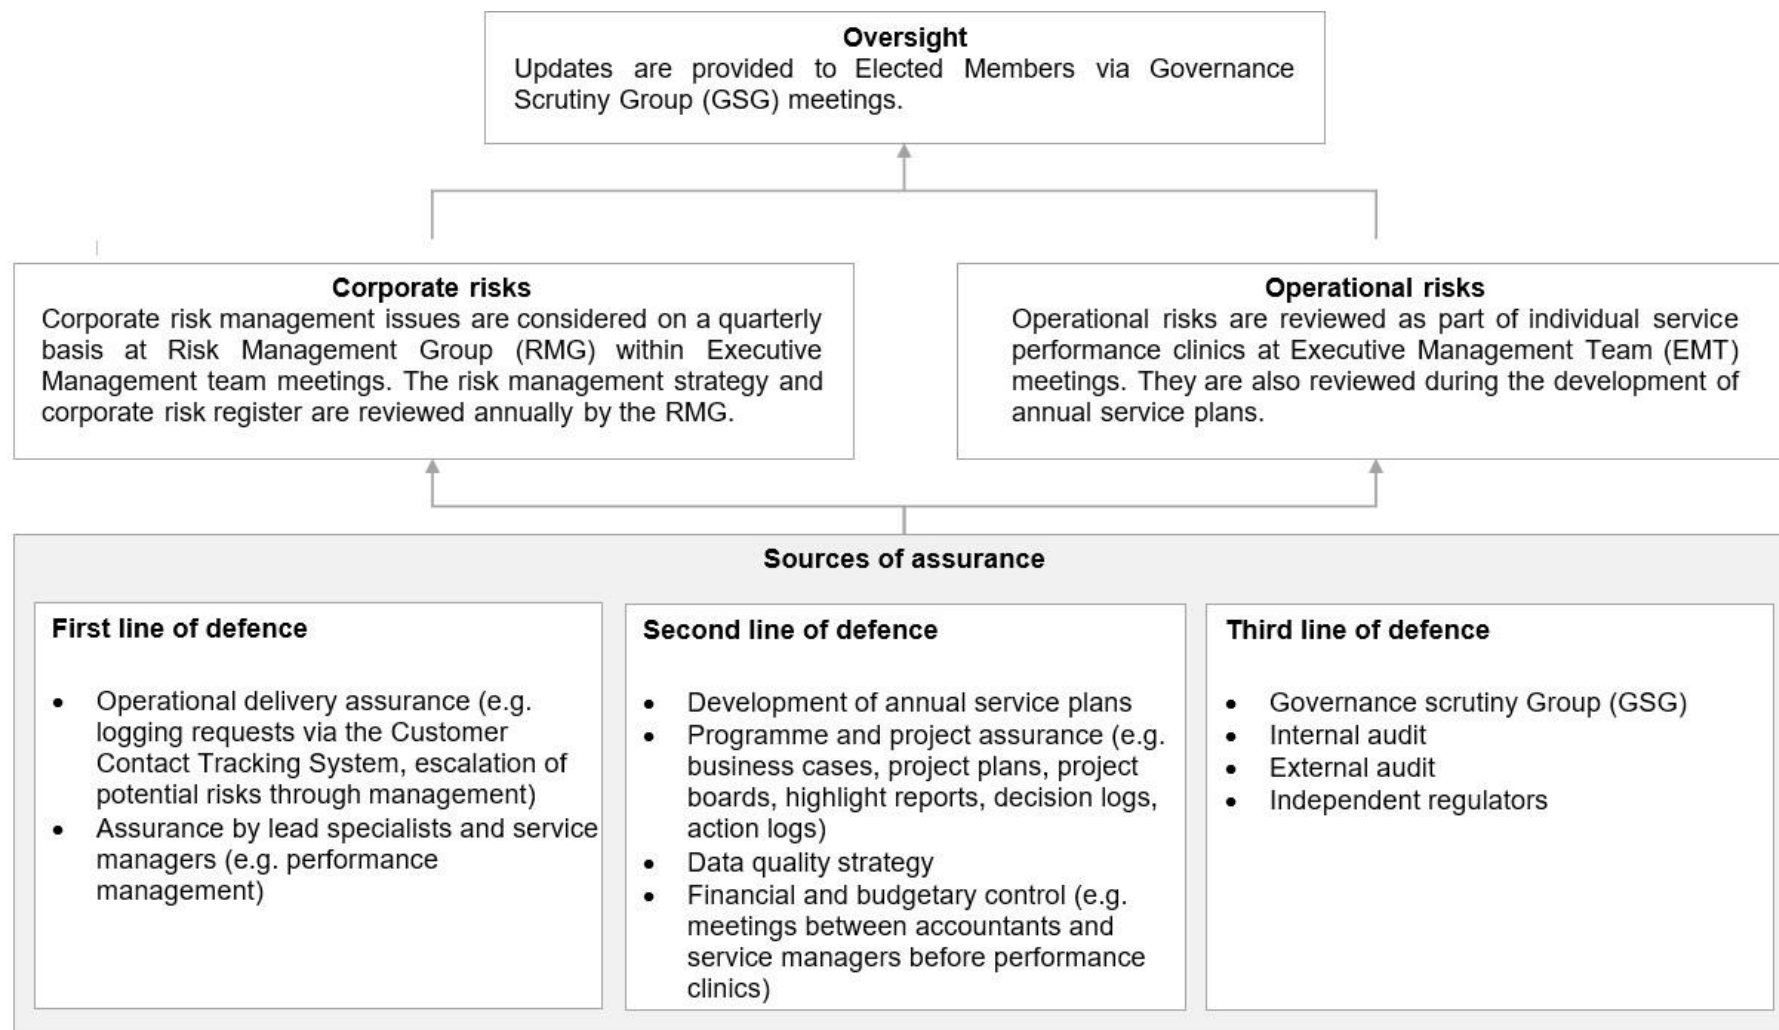 Oversight
Updates are provided to Elected Members via Governance
Scrutiny Group (GSG) meetings.
Corporate risks
Corporate risk management issues are considered on a quarterly
basis at Risk Management Group (RMG) within Executive
Management team meetings. The risk management strategy and
corporate risk register are reviewed annually by the RMG.
Operational risks
Operational risks are reviewed as part of individual service
performance clinics at Executive Management Team (EMT)
meetings. They are also reviewed during the development of
annual service plans.
Sources of assurance
First line of defence
• Operational delivery assurance (e.g.
logging requests via the Customer
Contact Tracking System, escalation of
potential risks through management)
• Assurance by lead specialists and service
managers (e.g. performance
management)
Second line of defence
• Development of annual service plans
• Programme and project assurance (e.g.
business cases, project plans, project
boards, highlight reports, decision logs,
action logs)
• Data quality strategy
• Financial and budgetary control (e.g.
meetings between accountants and
service managers before performance
clinics)
Third line of defence
• Governance scrutiny Group (GSG)
• Internal audit
• External audit
• Independent regulators